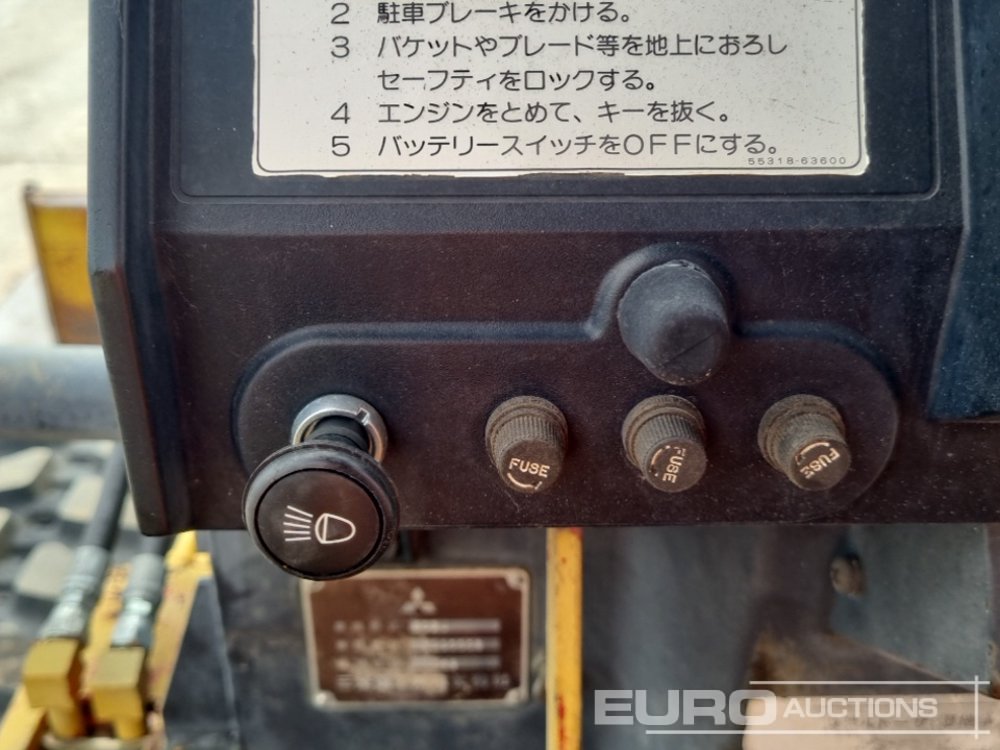 2 駐車ブレーキをかける。
3 バケットやブレード等を地上におろし
セーフティをロックする。
4 エンジンをとめて、キーを抜く。
5 バッテリースイッチをOFFにする。
55318-63600
FUSE
FUSE
FUSE
EURO AUCTIONS